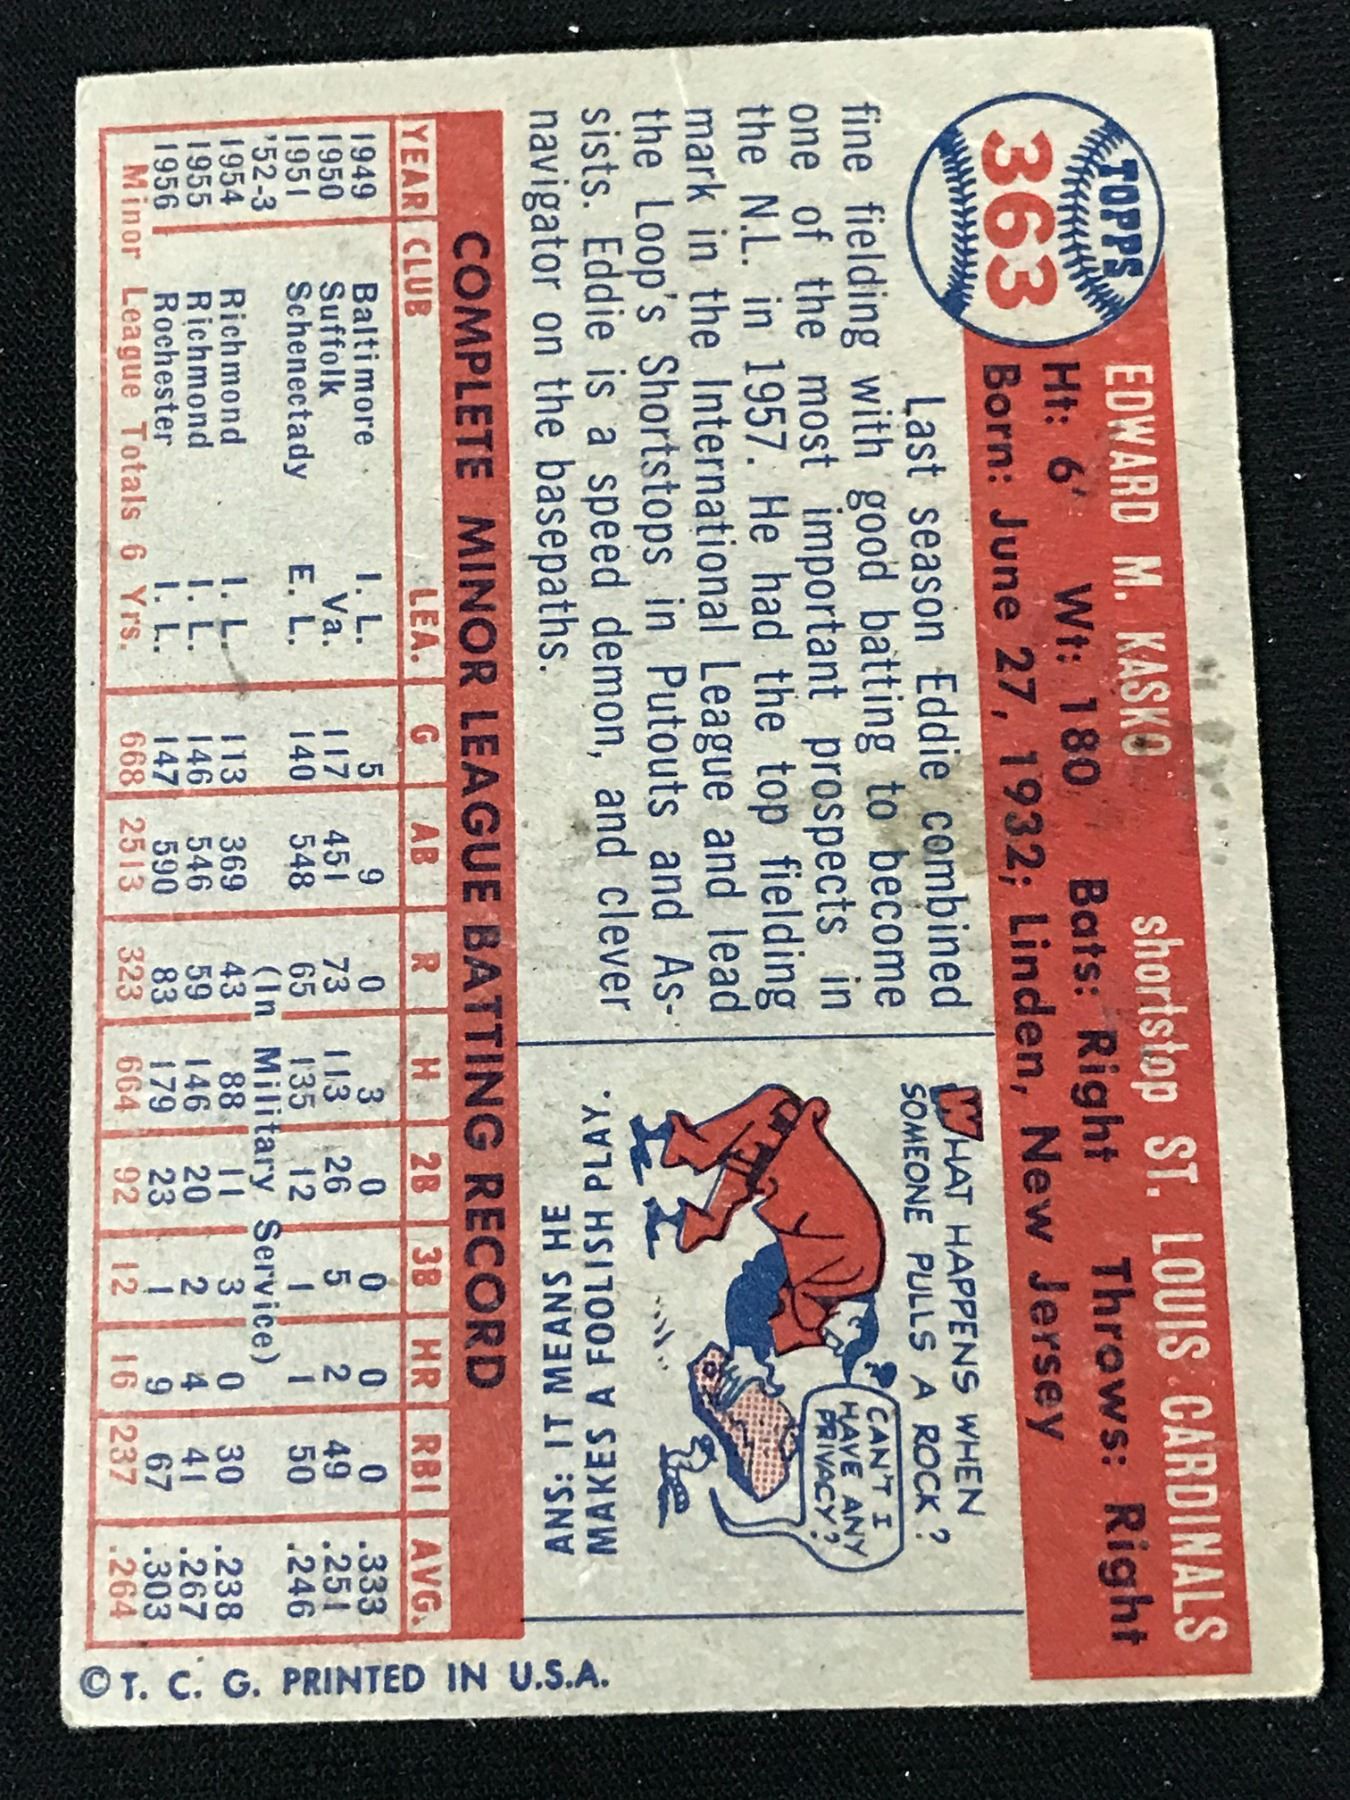 TOPPS
363
EDWARD M. KASKO shortstop ST. LOUIS CARDINALS
Ht: 6' Wt: 180 Bats: Right Throws: Right
Born: June 27, 1932; Linden, New Jersey
Last season Eddie combined
fine fielding with good batting to become
one of the most important prospects in
the N.L. in 1957. He had the top fielding
mark in the International League and lead
the Loop's Shortstops in Putouts and As-
sists. Eddie is a speed demon, and clever
navigator on the basepaths.
WHAT HAPPENS WHEN
SOMEONE PULLS A ROCK?
CAN'T I
HAVE ANY
PRIVACY?
ANS: IT MEANS HE
MAKES A FOOLISH PLAY.
COMPLETE MINOR LEAGUE BATTING RECORD
YEAR CLUB LEA. G AB R H 2B 3B HR RBI AVG.
1949 Baltimore I. L. 5 9 0 3 0 0 0 0 .333
1950 Suffolk Va. 117 451 73 113 26 5 2 49 .251
1951 Schenectady E. L. 140 548 65 135 12 1 1 50 .246
'52-3 (In Military Service)
1954 Richmond I. L. 113 369 43 88 11 3 0 30 .238
1955 Richmond I. L. 146 546 59 146 20 2 4 41 .267
1956 Rochester I. L. 147 590 83 179 23 1 9 67 .303
Minor League Totals 6 Yrs. 668 2513 323 664 92 12 16 237 .264
© T. C. G. PRINTED IN U.S.A.